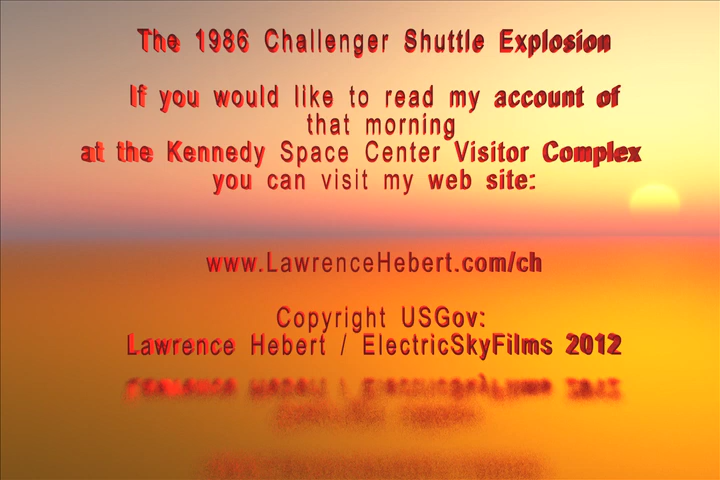 The 1986 Challenger Shuttle Explosion
If you would like to read my account of
that morning
at the Kennedy Space Center Visitor Complex
you can visit my web site:
www.LawrenceHebert.com/ch
Copyright USGov:
Lawrence Hebert / ElectricSkyFilms 2012